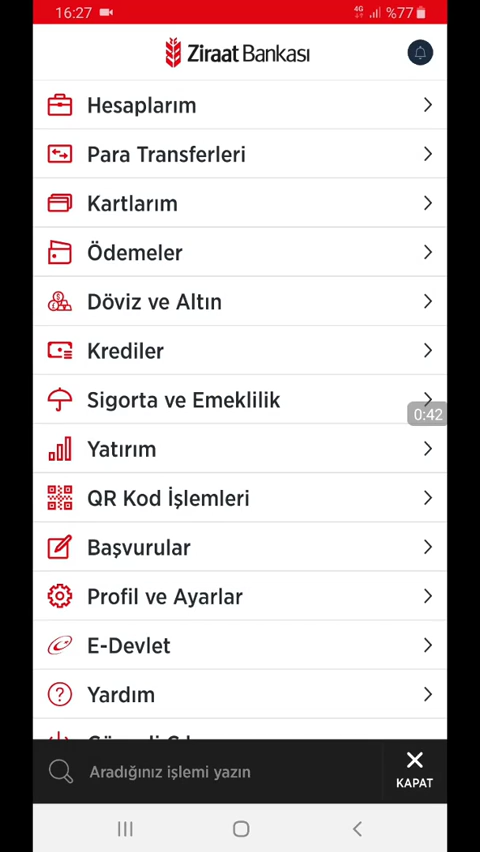 16:27
4G %77
Ziraat Bankası
Hesaplarım
Para Transferleri
Kartlarım
Ödemeler
Döviz ve Altın
Krediler
Sigorta ve Emeklilik
0:42
Yatırım
QR Kod İşlemleri
Başvurular
Profil ve Ayarlar
E-Devlet
Yardım
Aradığınız işlemi yazın
KAPAT